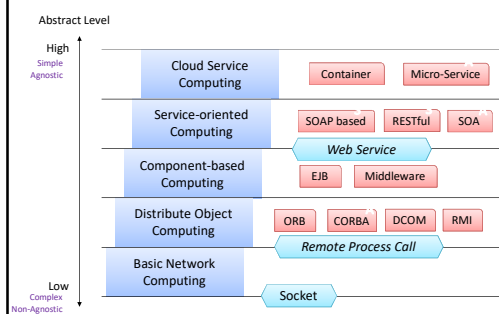 Abstract Level
High
Simple
Agnostic
Cloud Service
Computing
Container
Micro-Service
Service-oriented
Computing
SOAP based
RESTful
SOA
Web Service
Component-based
Computing
EJB
Middleware
Distribute Object
Computing
ORB
CORBA
DCOM
RMI
Remote Process Call
Basic Network
Computing
Low
Complex
Non-Agnostic
Socket